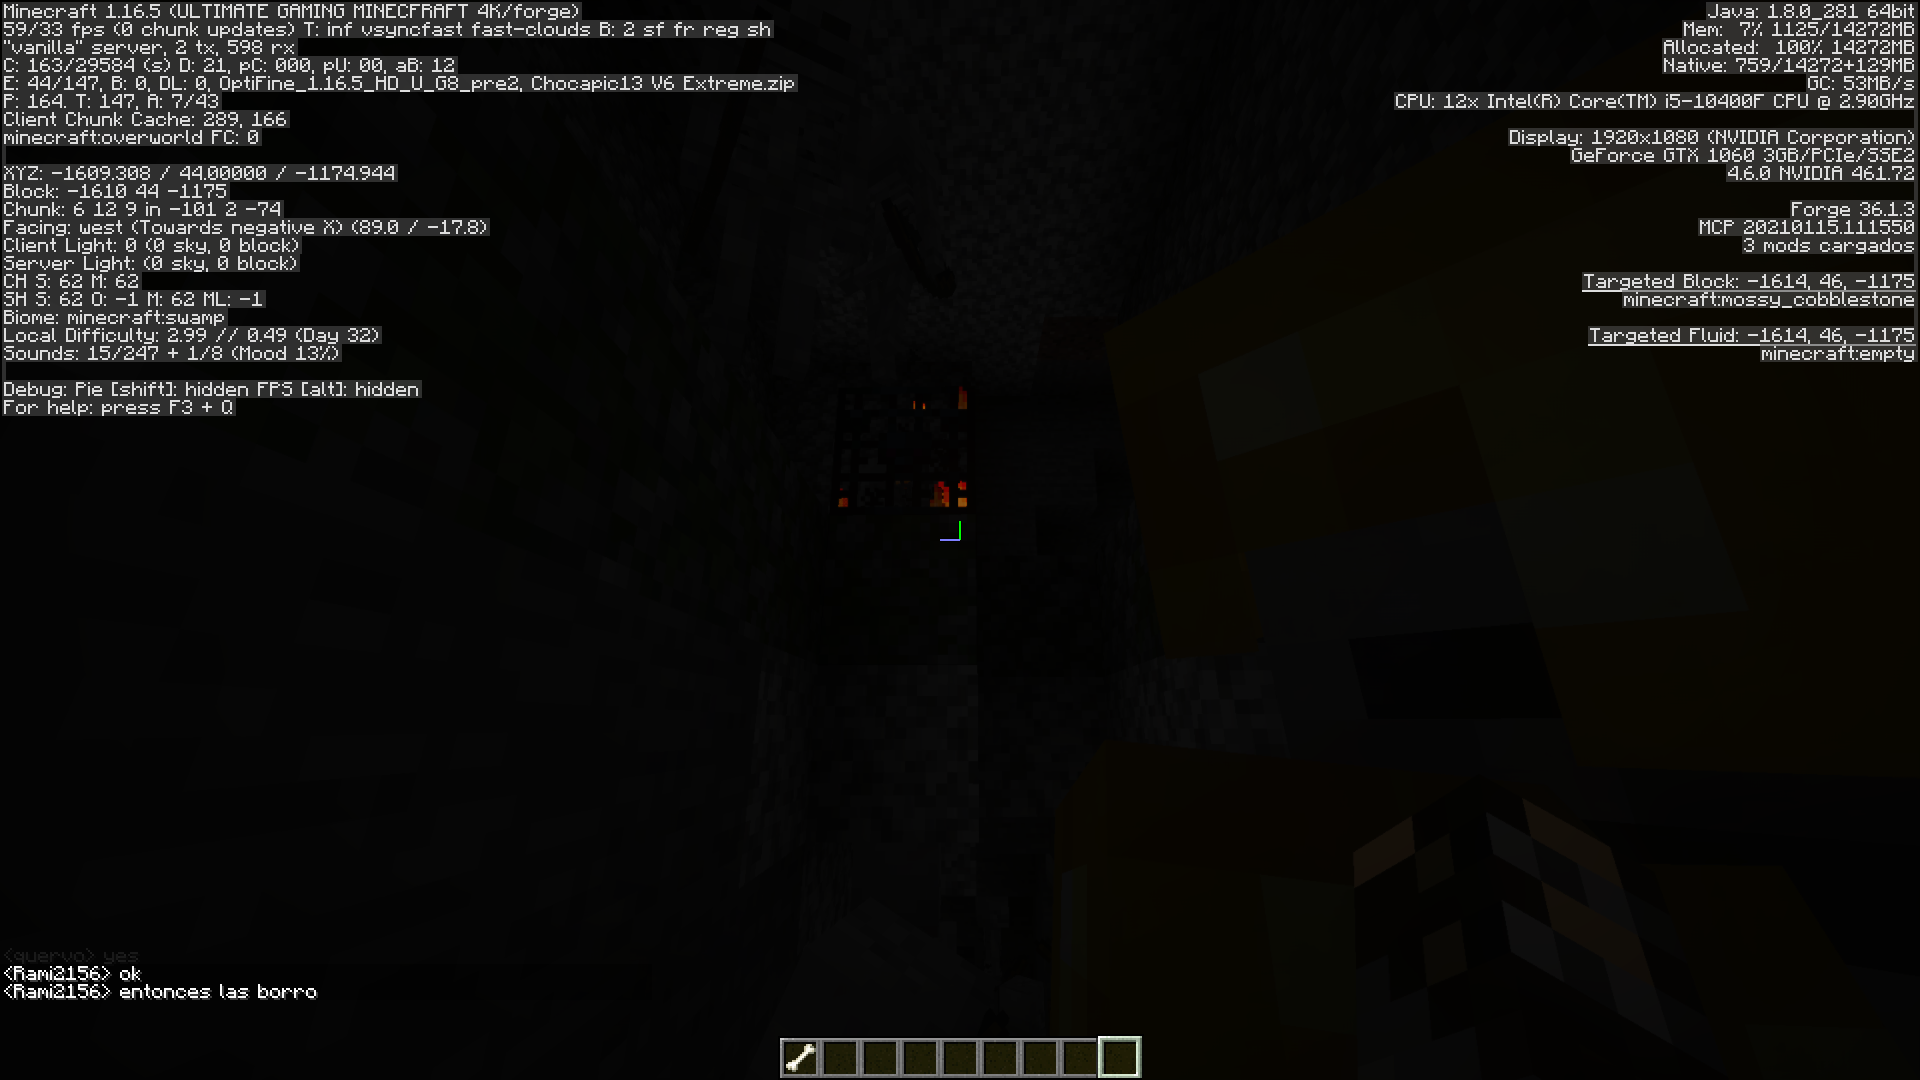 Minecraft 1.16.5 (ULTIMATE GAMING MINECFRAFT 4K/forge)
59/33 fps (0 chunk updates) T: inf vsyncfast fast-clouds B: 2 sf fr reg sh
"vanilla" server, 2 tx, 598 rx
C: 163/29584 (s) D: 21, pC: 000, pU: 00, aB: 12
E: 44/147, B: 0, DL: 0, OptiFine_1.16.5_HD_U_G8_pre2, Chocapic13 V6 Extreme.zip
P: 164. T: 147, A: 7/43
Client Chunk Cache: 289, 166
minecraft:overworld FC: 0
XYZ: -1609.308 / 44.00000 / -1174.944
Block: -1610 44 -1175
Chunk: 6 12 9 in -101 2 -74
Facing: west (Towards negative X) (89.0 / -17.8)
Client Light: 0 (0 sky, 0 block)
Server Light: (0 sky, 0 block)
CH S: 62 M: 62
SH S: 62 O: -1 M: 62 ML: -1
Biome: minecraft:swamp
Local Difficulty: 2.99 // 0.49 (Day 32)
Sounds: 15/247 + 1/8 (Mood 13%)
Debug: Pie [shift]: hidden FPS [alt]: hidden
For help: press F3 + Q
Java: 1.8.0_281 64bit
Mem: 7% 1125/14272MB
Allocated: 100% 14272MB
Native: 759/14272+129MB
GC: 53MB/s
CPU: 12x Intel(R) Core(TM) i5-10400F CPU @ 2.90GHz
Display: 1920x1080 (NVIDIA Corporation)
GeForce GTX 1060 3GB/PCIe/SSE2
4.6.0 NVIDIA 461.72
Forge 36.1.3
MCP 20210115.111550
3 mods cargados
Targeted Block: -1614, 46, -1175
minecraft:mossy_cobblestone
Targeted Fluid: -1614, 46, -1175
minecraft:empty
<quervo> yes
<Rami2156> ok
<Rami2156> entonces las borro